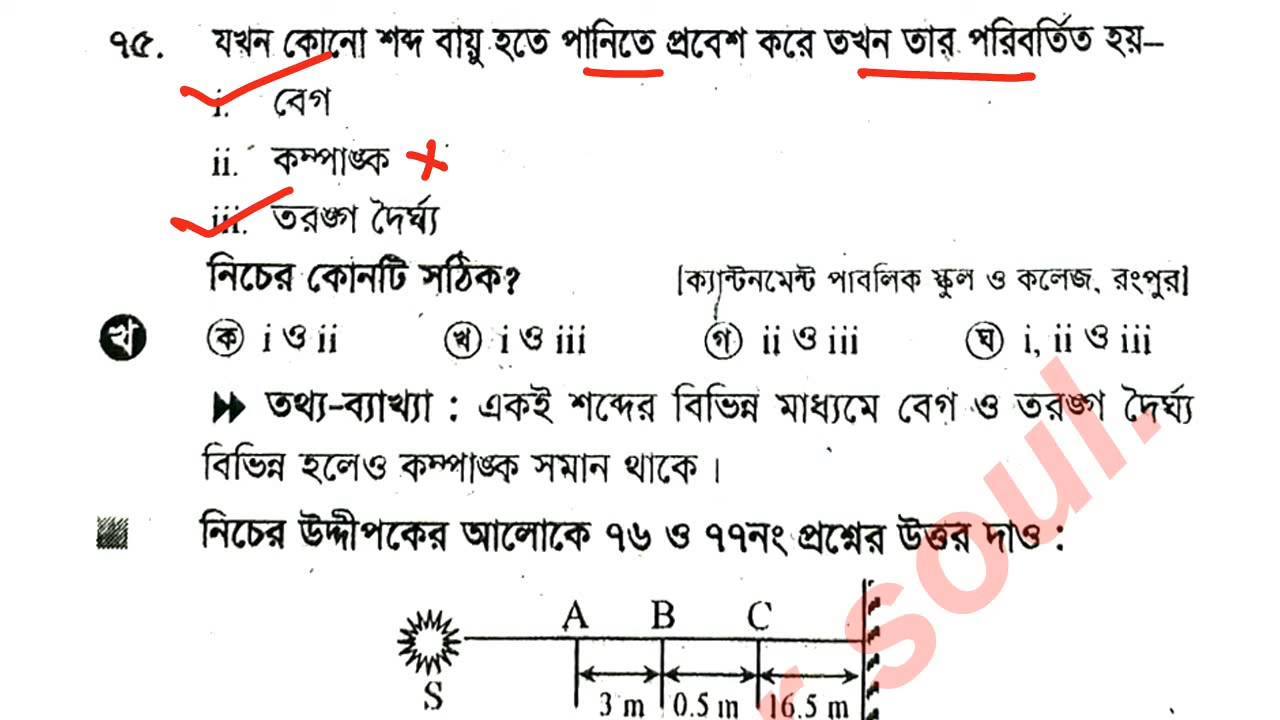 ৭৫. যখন কোনো শব্দ বায়ু হতে পানিতে প্রবেশ করে তখন তার পরিবর্তিত হয়–
i. বেগ
ii. কম্পাঙ্ক
iii. তরঙ্গ দৈর্ঘ্য
নিচের কোনটি সঠিক? [ক্যান্টনমেন্ট পাবলিক স্কুল ও কলেজ, রংপুর]
খ ক i ও ii খ i ও iii গ ii ও iii ঘ i, ii ও iii
তথ্য-ব্যাখ্যা : একই শব্দের বিভিন্ন মাধ্যমে বেগ ও তরঙ্গ দৈর্ঘ্য
বিভিন্ন হলেও কম্পাঙ্ক সমান থাকে।
নিচের উদ্দীপকের আলোকে ৭৬ ও ৭৭নং প্রশ্নের উত্তর দাও :
A B C
S 3 m 0.5 m 16.5 m
r soul.